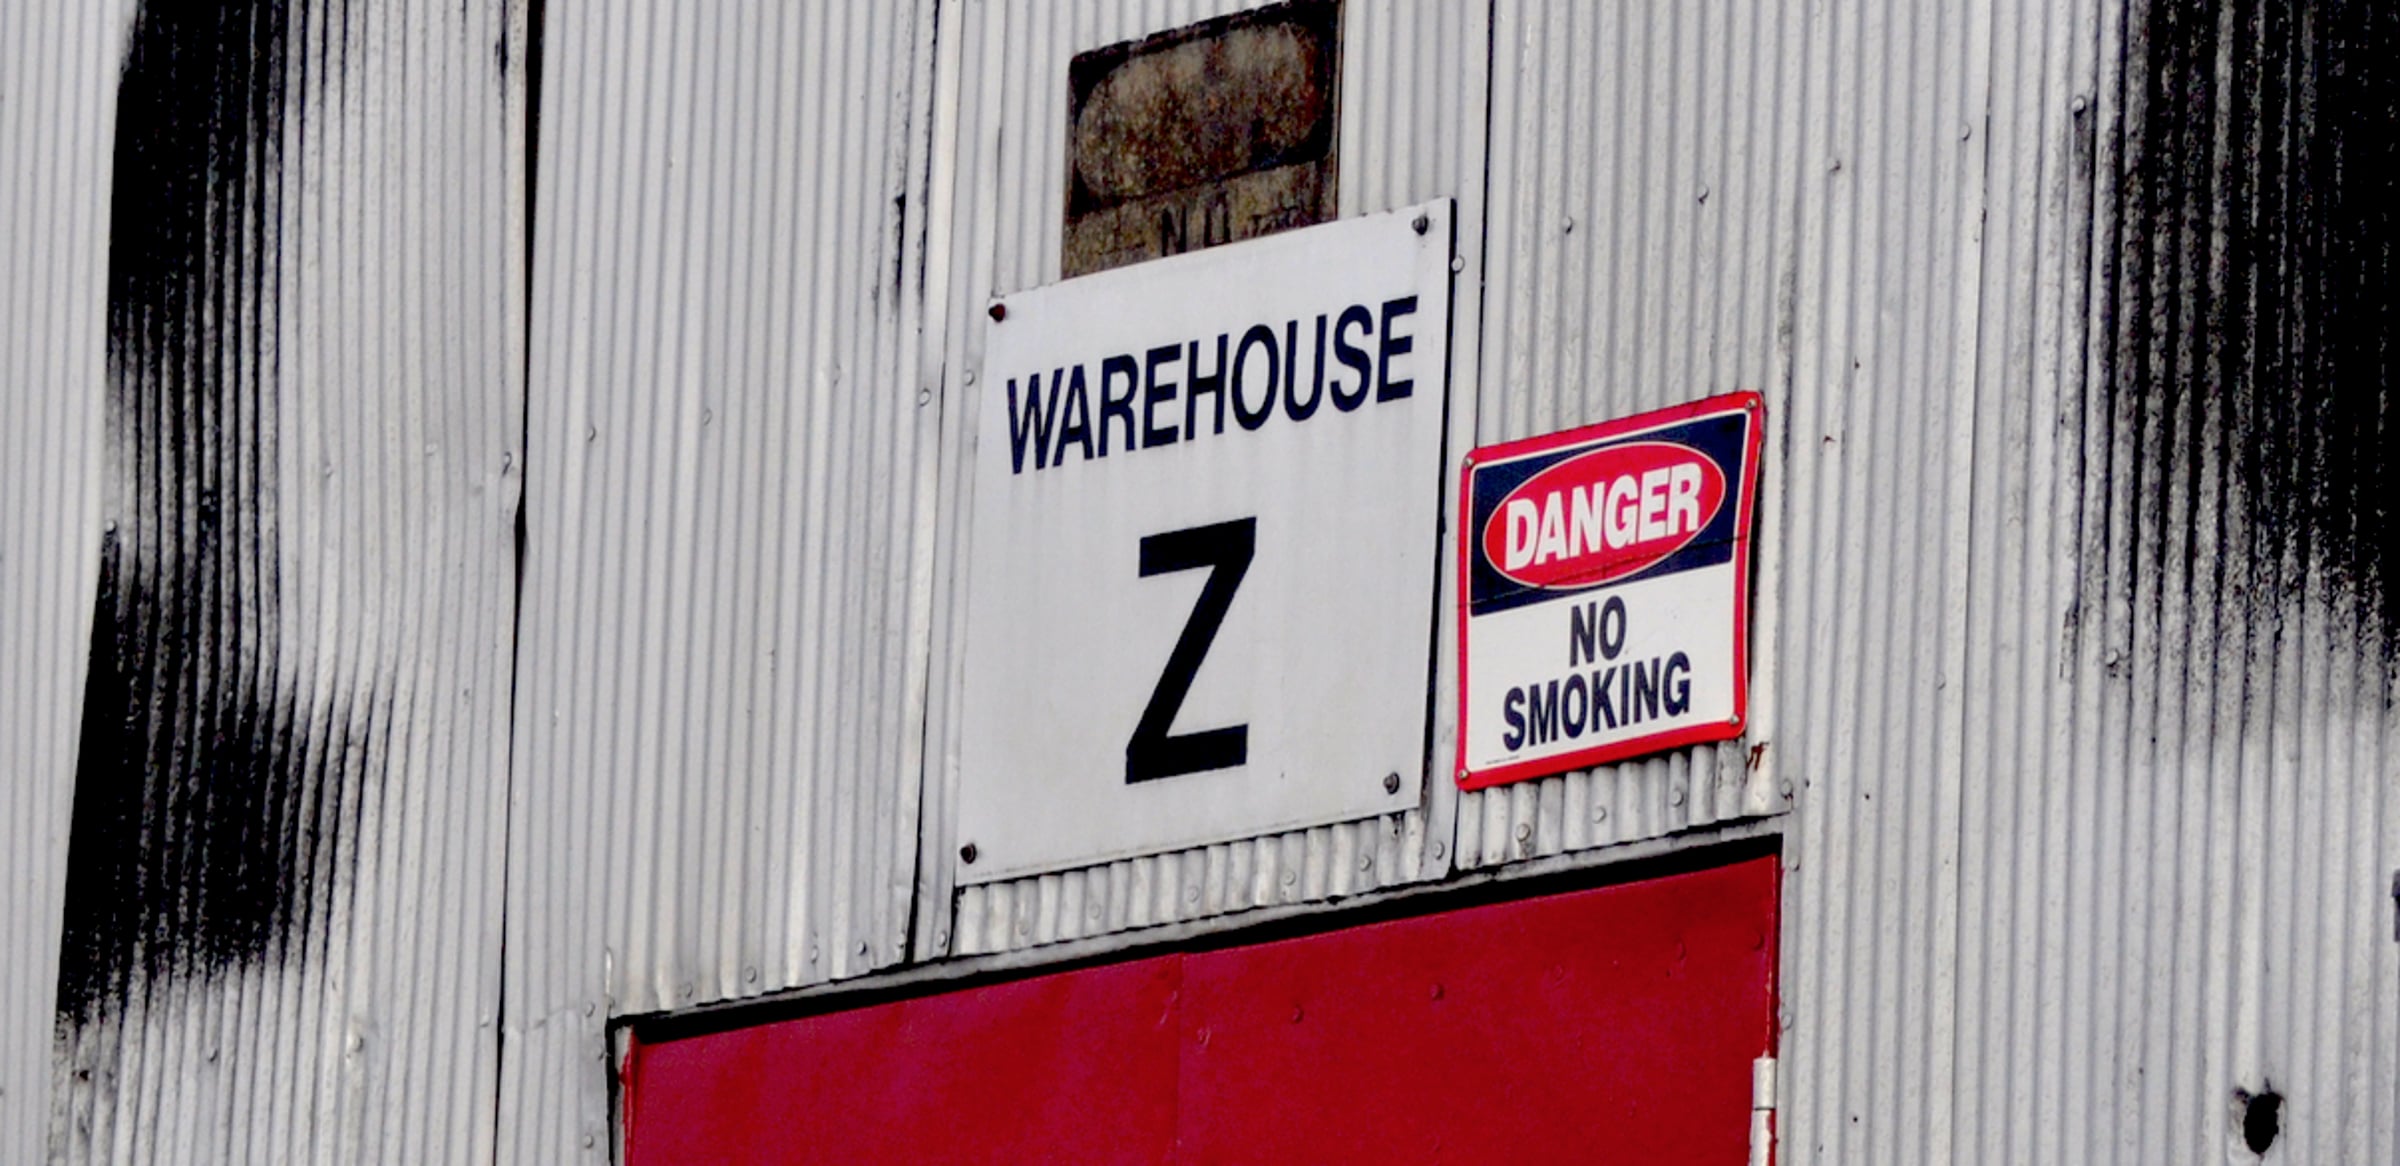 WAREHOUSE
Z
DANGER
NO
SMOKING